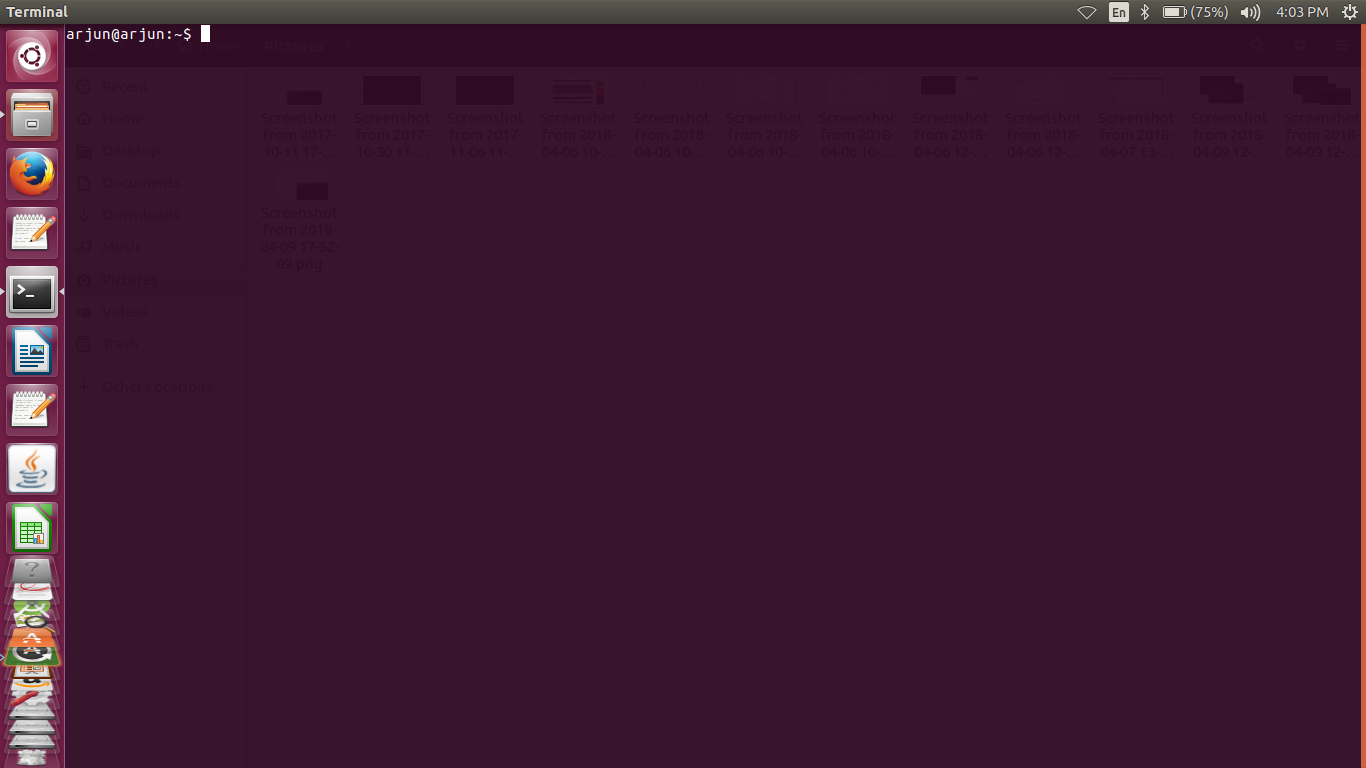 Terminal
En
(75%)
4:03 PM
arjun@arjun:~$
Pictures
Recent
Home
Desktop
Documents
Downloads
Music
Pictures
Videos
Trash
+ Other Locations
Screenshot from 2017-10-11 17-...
Screenshot from 2017-10-30 11-...
Screenshot from 2017-11-06 11-...
Screenshot from 2018-04-06 10-...
Screenshot from 2018-04-06 10-...
Screenshot from 2018-04-06 10-...
Screenshot from 2018-04-06 10-...
Screenshot from 2018-04-06 12-...
Screenshot from 2018-04-06 12-...
Screenshot from 2018-04-07 13-...
Screenshot from 2018-04-09 12-...
Screenshot from 2018-04-09 12-...
Screenshot from 2018-04-09 17-52-09.png